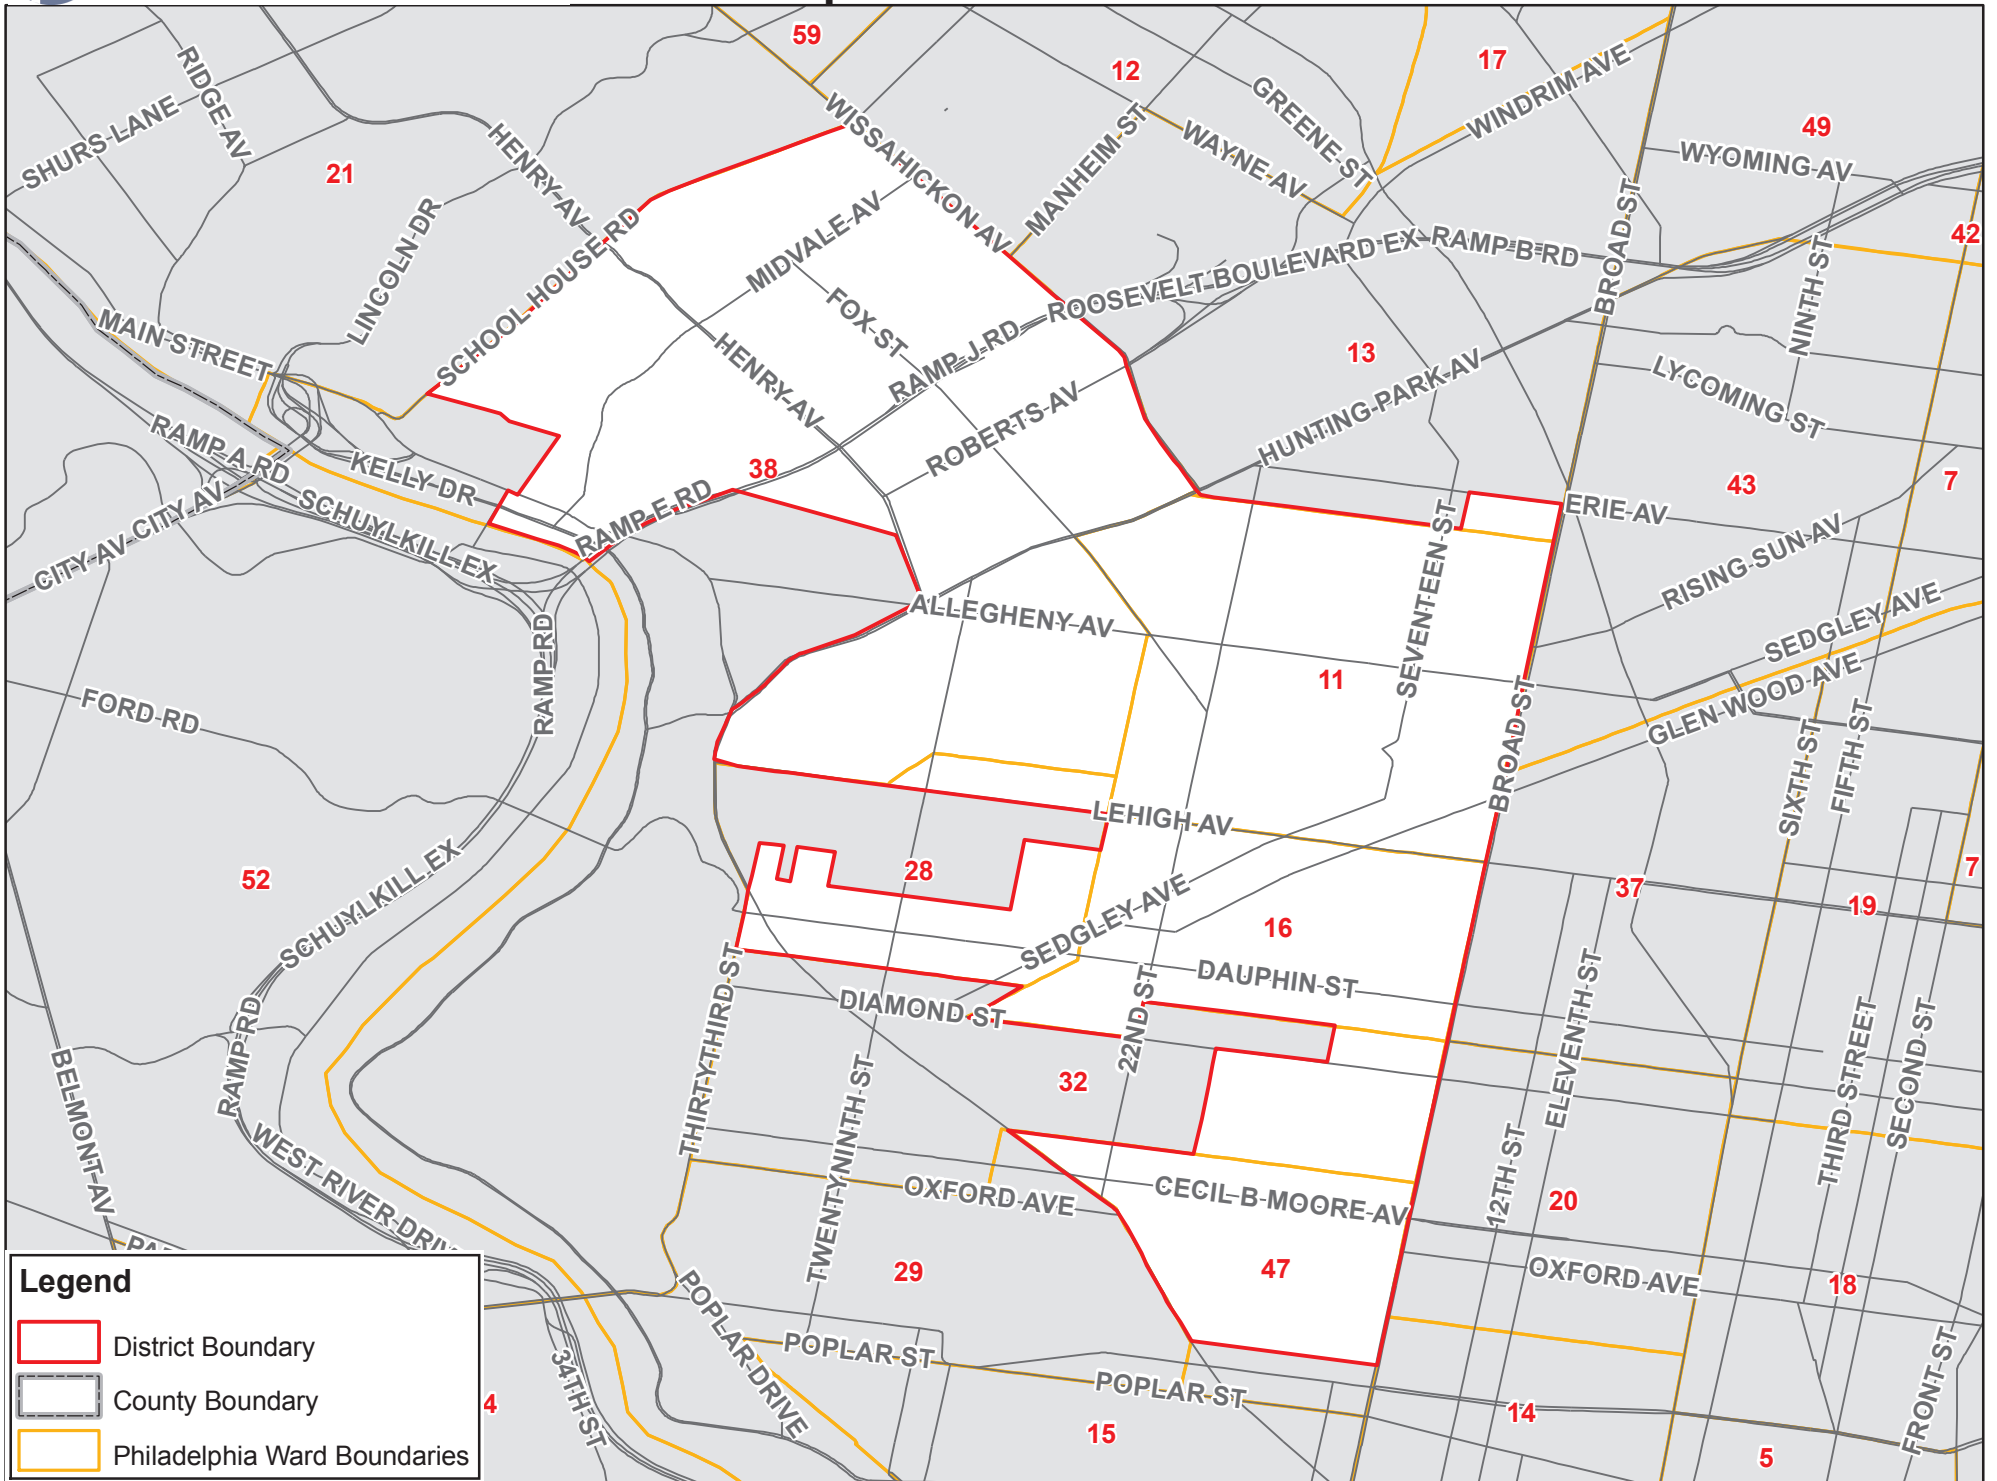 59
12
17
49
RIDGE AV
SHURS LANE
21
HENRY AV
WISSAHICKON AV
MANHEIM ST
WAYNE AV
GREENE ST
WINDRIM AVE
WYOMING AV
42
LINCOLN DR
SCHOOL HOUSE RD
MIDVALE AV
FOX ST
ROOSEVELT BOULEVARD EX
RAMP B RD
BROAD ST
NINTH ST
MAIN STREET
HENRY AV
RAMP J RD
ROBERTS AV
13
HUNTING PARK AV
LYCOMING ST
RAMP A RD
KELLY DR
38
RAMP E RD
43
7
CITY AV
CITY AV
SCHUYLKILL EX
ERIE AV
RISING SUN AV
ALLEGHENY AV
SEVENTEEN ST
SEDGLEY AVE
RAMP RD
11
FORD RD
BROAD ST
GLEN WOOD AVE
SIXTH ST
FIFTH ST
LEHIGH AV
52
28
37
7
19
SCHUYLKILL EX
SEDGLEY AVE
16
THIRTYTHIRD ST
DIAMOND ST
22ND ST
DAUPHIN ST
ELEVENTH ST
THIRD STREET
SECOND ST
RAMP RD
BELMONT AV
32
TWENTYNINTH ST
WEST RIVER DRIV
OXFORD AVE
CECIL B MOORE AV
12TH ST
20
29
47
OXFORD AVE
18
POPLAR DRIVE
POPLAR ST
POPLAR ST
34TH ST
4
15
14
5
FRONT ST
Legend
District Boundary
County Boundary
Philadelphia Ward Boundaries